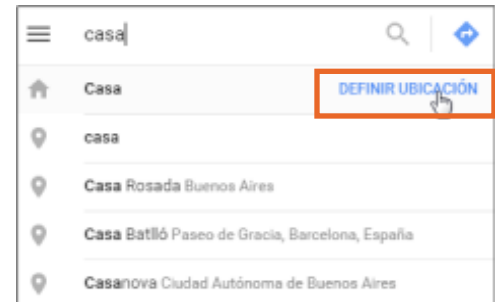 casa
Casa DEFINIR UBICACIÓN
casa
Casa Rosada Buenos Aires
Casa Batlló Paseo de Gracia, Barcelona, España
Casanova Ciudad Autónoma de Buenos Aires